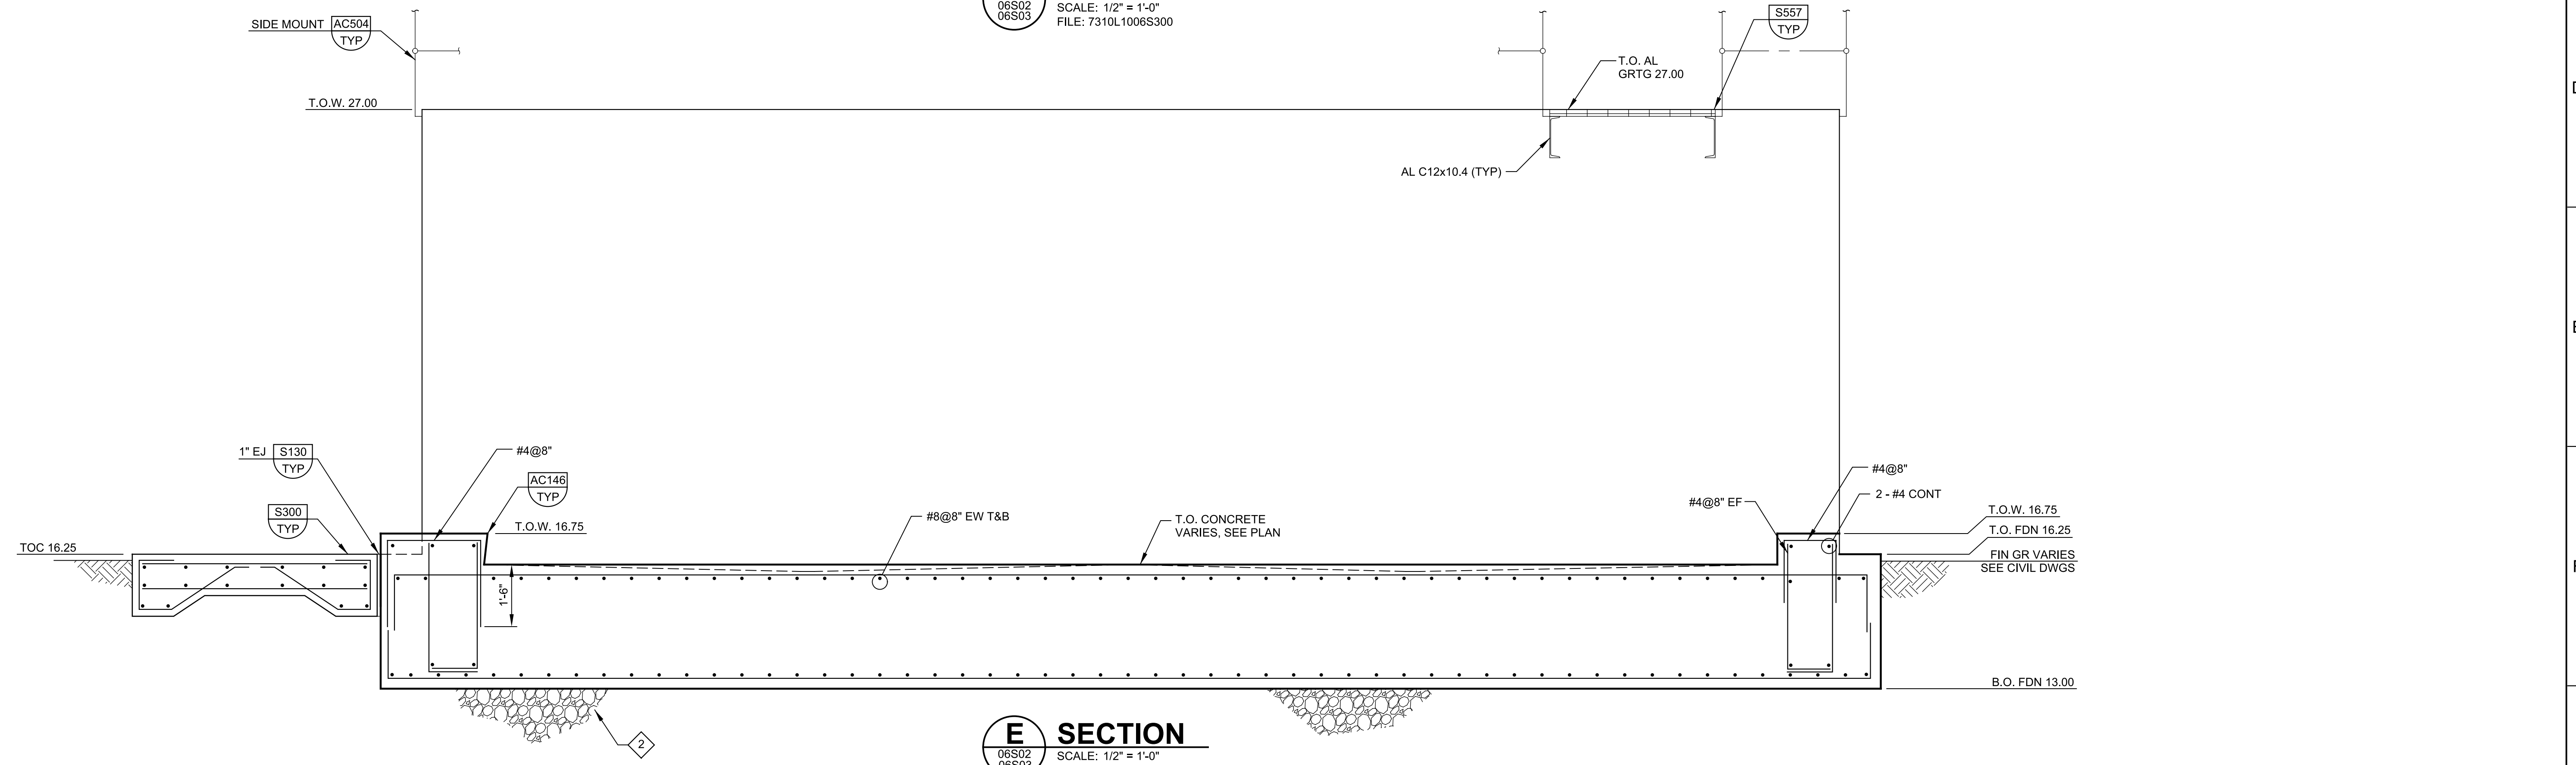 06S02
06S03
SCALE: 1/2" = 1'-0"
FILE: 7310L1006S300
SIDE MOUNT
AC504
TYP
S557
TYP
T.O. AL
GRTG 27.00
T.O.W. 27.00
AL C12x10.4 (TYP)
1" EJ
S130
TYP
#4@8"
AC146
TYP
S300
TYP
T.O.W. 16.75
#8@8" EW T&B
T.O. CONCRETE
VARIES, SEE PLAN
#4@8"
#4@8" EF
2 - #4 CONT
T.O.W. 16.75
T.O. FDN 16.25
FIN GR VARIES
SEE CIVIL DWGS
TOC 16.25
1'-6"
B.O. FDN 13.00
2
E
SECTION
06S02
06S03
SCALE: 1/2" = 1'-0"